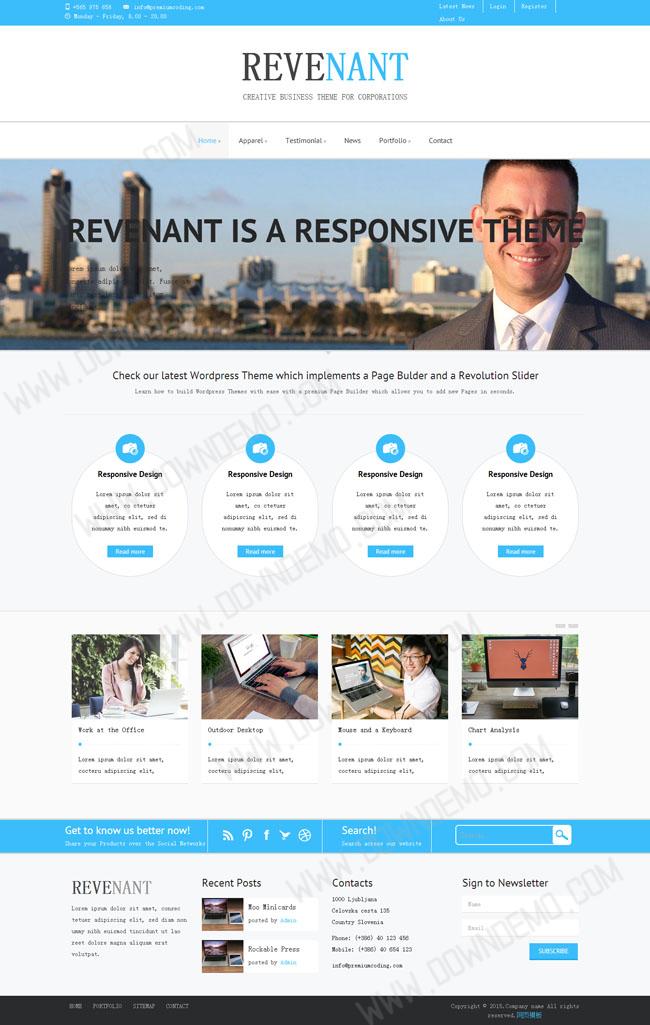 +565 975 658 info@premiumcoding.com
Monday - Friday, 8.00 - 20.00
Latest News Login Register
About Us
REVENANT
CREATIVE BUSINESS THEME FOR CORPORATIONS
Home Apparel Testimonial News Portfolio Contact
REVENANT IS A RESPONSIVE THEME
Lorem ipsum dolor amet,
Check our latest Wordpress Theme which implements a Page Bulder and a Revolution Slider
Learn how to build Wordpress Themes with ease with a premium Page Builder which allow you to add new Pages in seconds.
Responsive Design
Lorem ipsum dolor sit
amet, co ctetuer
adipiscing elit, sed di
nonummy nibh euismod te.
Read more
Responsive Design
Lorem ipsum dolor sit
amet, co ctetuer
adipiscing elit, sed di
nonummy nibh euismod te.
Read more
Responsive Design
Lorem ipsum dolor sit
amet, co ctetuer
adipiscing elit, sed di
nonummy nibh euismod te.
Read more
Responsive Design
Lorem ipsum dolor sit
amet, co ctetuer
adipiscing elit, sed di
nonummy nibh euismod te.
Read more
Work at the Office
Lorem ipsum dolor sit amet,
cocteru adipiscing elit,
Outdoor Desktop
Lorem ipsum dolor sit amet,
cocteru adipiscing elit,
Mouse and a Keyboard
Lorem ipsum dolor sit amet,
cocteru adipiscing elit,
Chart Analysis
Lorem ipsum dolor sit amet,
cocteru adipiscing elit,
Get to know us better now!
Share your Products over the Social Networks
Search!
Search across our website
REVENANT
Lorem ipsum dolor sit amet, consec
tetuer adipiscing elit, sed diam non
ummy nibh euismod tincidunt ut lao
reet dolore magna aliquam erat
volutpat.
Recent Posts
Moo Minicards
posted by Admin
Rockable Press
posted by Admin
Contacts
1000 Ljubljana
Celovska cesta 135
Country Slovenia
Phone: (+386) 40 123 456
Mobile: (+386) 40 654 123
info@premiumcoding.com
Sign to Newsletter
Name
Email
SUBSCRIBE
HOME PORTFOLIO SITEMAP CONTACT
Copyright © 2015.Company name All rights
reserved.网页模板
WWW.DOWNDEMO.COM